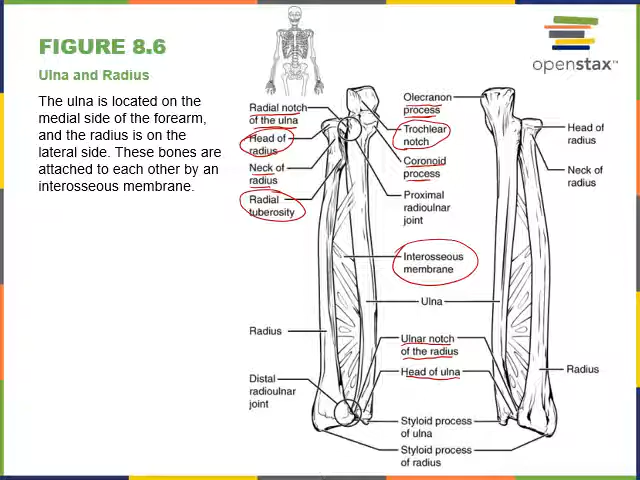 FIGURE 8.6
openstax™
Ulna and Radius
The ulna is located on the
medial side of the forearm,
and the radius is on the
lateral side. These bones are
attached to each other by an
interosseous membrane.
Radial notch
of the ulna
Head of
radius
Neck of
radius
Radial
tuberosity
Radius
Distal
radioulnar
joint
Olecranon
process
Trochlear
notch
Coronoid
process
Proximal
radioulnar
joint
Interosseous
membrane
Ulna
Ulnar notch
of the radius
Head of ulna
Styloid process
of ulna
Styloid process
of radius
Head of
radius
Neck of
radius
Radius